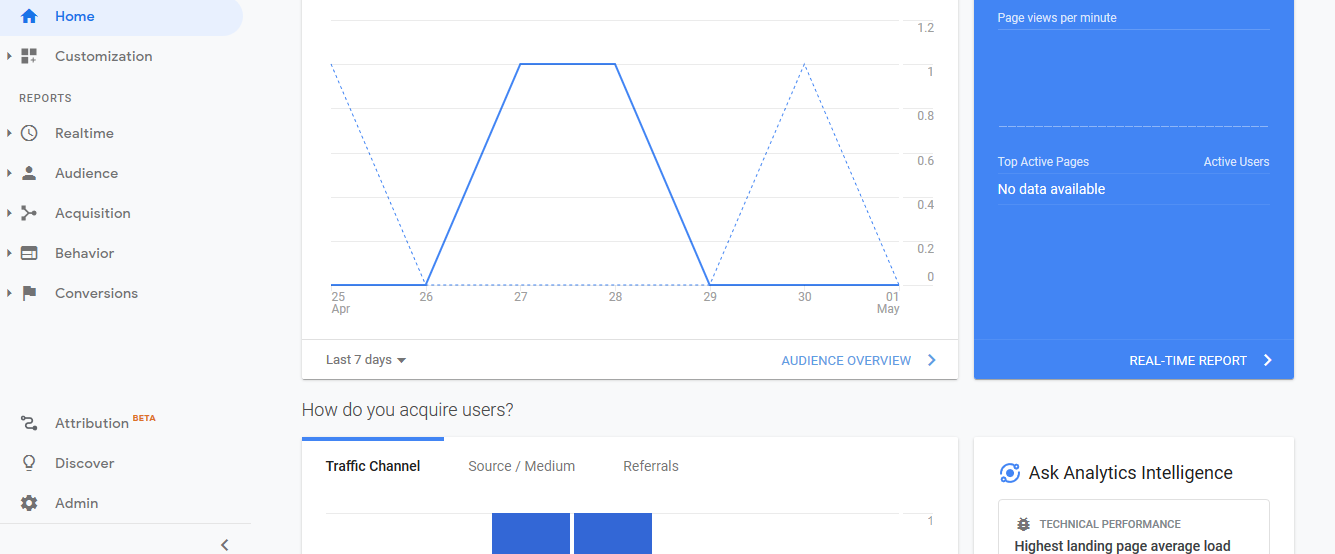 Home
Customization
REPORTS
Realtime
Audience
Acquisition
Behavior
Conversions
Attribution BETA
Discover
Admin
1.2
1
0.8
0.6
0.4
0.2
0
25 26 27 28 29 30 01
Apr May
Last 7 days AUDIENCE OVERVIEW
Page views per minute
Top Active Pages Active Users
No data available
REAL-TIME REPORT
How do you acquire users?
Traffic Channel Source / Medium Referrals
1
Ask Analytics Intelligence
TECHNICAL PERFORMANCE
Highest landing page average load